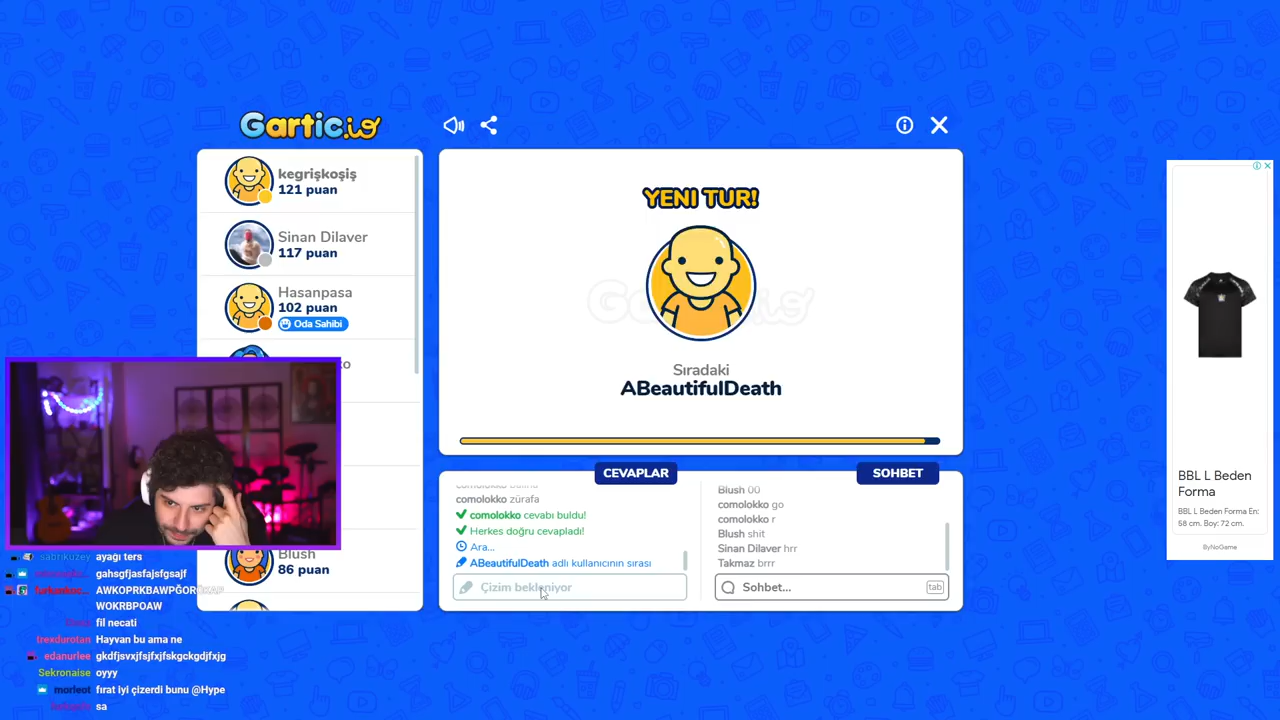 Gartic.io
kegrişkoşiş
121 puan
Sinan Dilaver
117 puan
Hasanpasa
102 puan
Oda Sahibi
Blush
86 puan
YENİ TUR!
Sıradaki
ABeautifulDeath
CEVAPLAR
SOHBET
comolokko zürafa
comolokko cevabı buldu!
Herkes doğru cevapladı!
Ara...
ABeautifulDeath adlı kullanıcının sırası
Çizim bekleniyor
Blush 00
comolokko go
comolokko r
Blush shit
Sinan Dilaver hrr
Takmaz brrr
Sohbet...
tab
BBL L Beden
Forma
BBL L Beden Forma En:
58 cm. Boy: 72 cm.
ByNoGame
sabrikuzey ayağı ters
gahsgfjasfajsfgsajf
WOKRBPOAW
fil necati
trexdurotan Hayvan bu ama ne
edanurlee gkdfjsvxfjsfjxfjskgckgdjfxjg
Sekronaise oyyy
morleot fırat iyi çizerdi bunu @Hype
sa